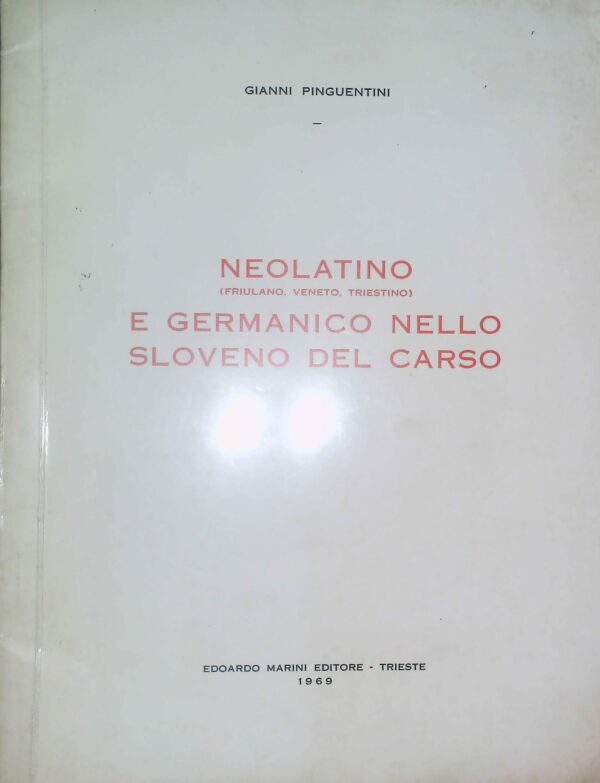 GIANNI PINGUENTINI
—
NEOLATINO
(FRIULANO, VENETO, TRIESTINO)
E GERMANICO NELLO
SLOVENO DEL CARSO
EDOARDO MARINI EDITORE - TRIESTE
1969